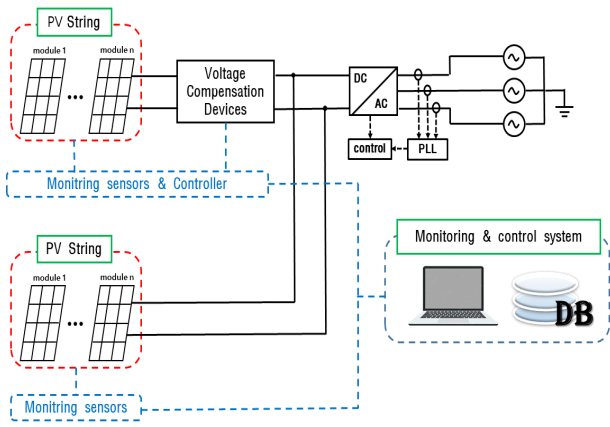 PV String
module 1
module n
Voltage
Compensation
Devices
DC
AC
control
PLL
Monitring sensors & Controller
PV String
module 1
module n
Monitring sensors
Monitoring & control system
DB